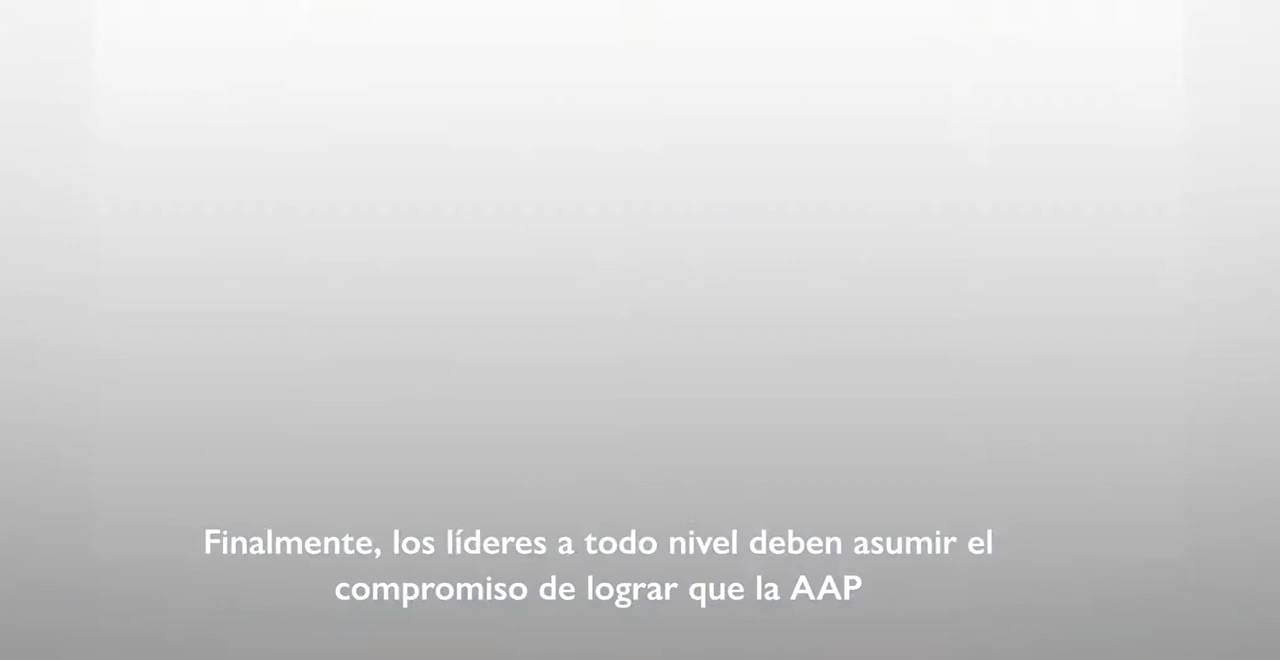 Finalmente, los líderes a todo nivel deben asumir el
compromiso de lograr que la AAP